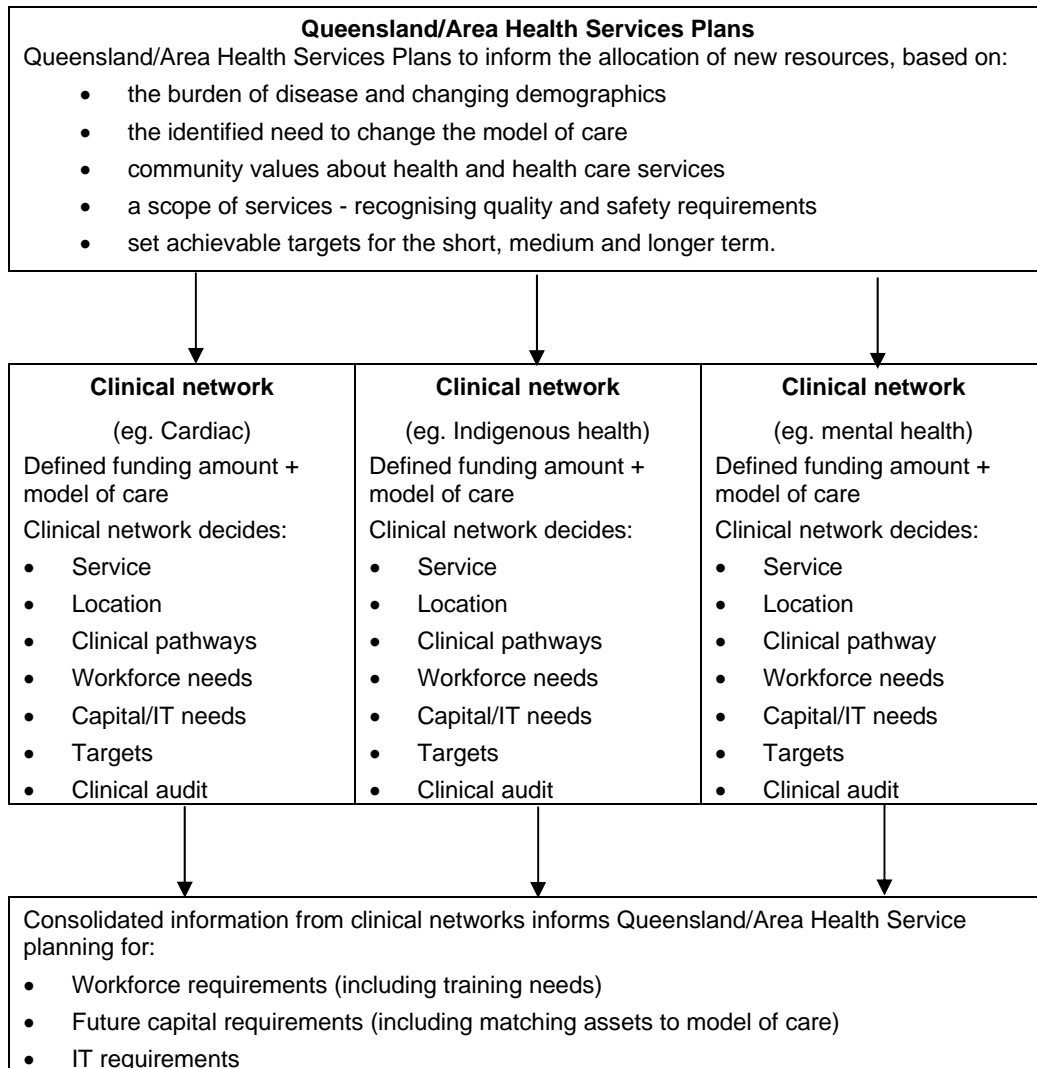 Queensland/Area Health Services Plans
Queensland/Area Health Services Plans to inform the allocation of new resources, based on:
• the burden of disease and changing demographics
• the identified need to change the model of care
• community values about health and health care services
• a scope of services - recognising quality and safety requirements
• set achievable targets for the short, medium and longer term.
Clinical network
(eg. Cardiac)
Defined funding amount +
model of care
Clinical network decides:
• Service
• Location
• Clinical pathways
• Workforce needs
• Capital/IT needs
• Targets
• Clinical audit
Clinical network
(eg. Indigenous health)
Defined funding amount +
model of care
Clinical network decides:
• Service
• Location
• Clinical pathways
• Workforce needs
• Capital/IT needs
• Targets
• Clinical audit
Clinical network
(eg. mental health)
Defined funding amount +
model of care
Clinical network decides:
• Service
• Location
• Clinical pathway
• Workforce needs
• Capital/IT needs
• Targets
• Clinical audit
Consolidated information from clinical networks informs Queensland/Area Health Service
planning for:
• Workforce requirements (including training needs)
• Future capital requirements (including matching assets to model of care)
• IT requirements